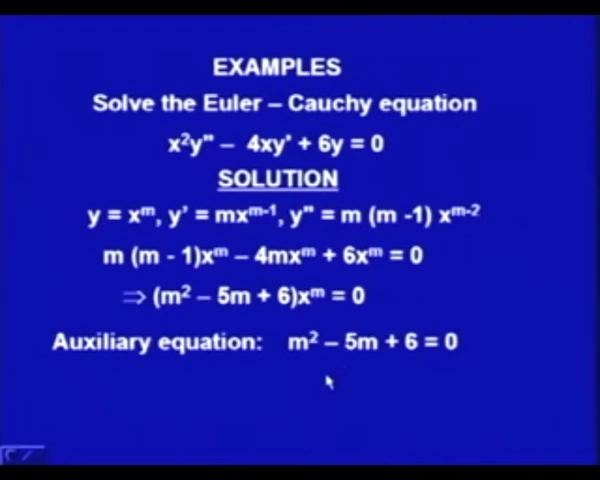 EXAMPLES
Solve the Euler – Cauchy equation
x²y" – 4xy' + 6y = 0
SOLUTION
y = xᵐ, y' = mxᵐ⁻¹, y" = m (m -1) xᵐ⁻²
m (m - 1)xᵐ – 4mxᵐ + 6xᵐ = 0
⇒ (m² – 5m + 6)xᵐ = 0
Auxiliary equation: m² – 5m + 6 = 0